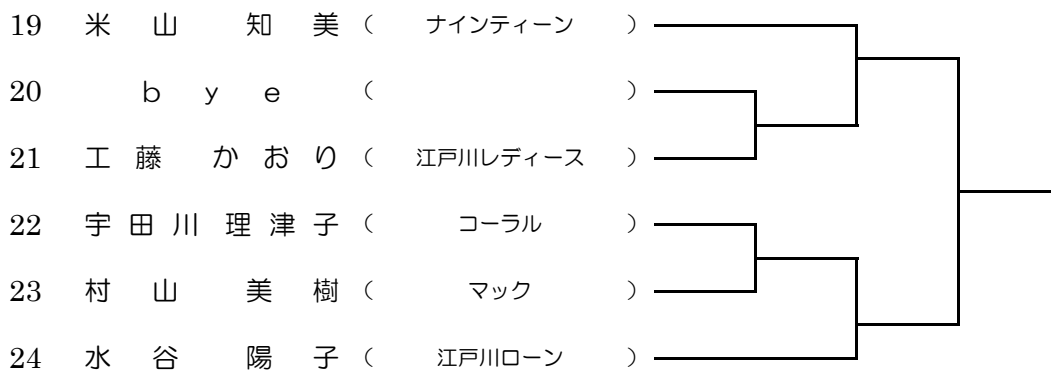 19 米山 知美 ( ナインティーン )
20 bye ( )
21 工藤 かおり ( 江戸川レディース )
22 宇田川 理津子 ( コーラル )
23 村山 美樹 ( マック )
24 水谷 陽子 ( 江戸川ローン )